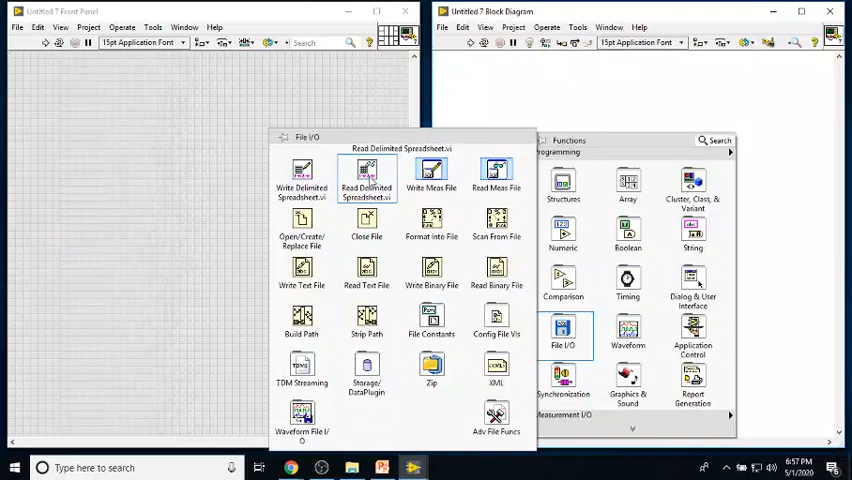 Untitled 7 Front Panel
File Edit View Project Operate Tools Window Help
15pt Application Font
Search
Untitled 7 Block Diagram
File Edit View Project Operate Tools Window Help
15pt Application Font
File I/O
Read Delimited Spreadsheet.vi
Write Delimited Spreadsheet.vi
Read Delimited Spreadsheet.vi
Write Meas File
Read Meas File
Open/Create/
Replace File
Close File
Format Into File
Scan From File
Write Text File
Read Text File
Write Binary File
Read Binary File
Build Path
Strip Path
File Constants
Config File VIs
TDM Streaming
Storage/
DataPlugin
Zip
XML
Waveform File I/
O
Adv File Funcs
Functions
Search
Programming
Structures
Array
Cluster, Class, &
Variant
Numeric
Boolean
String
Comparison
Timing
Dialog & User
Interface
File I/O
Waveform
Application
Control
Synchronization
Graphics &
Sound
Report
Generation
Measurement I/O
Type here to search
6:57 PM
5/1/2020